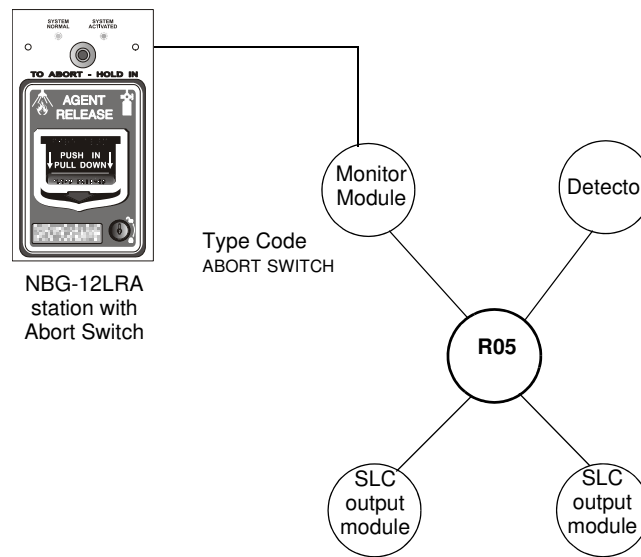 SYSTEM NORMAL
SYSTEM ACTIVATED
TO ABORT - HOLD IN
AGENT
RELEASE
PUSH IN
PULL DOWN
NBG-12LRA
station with
Abort Switch
Monitor
Module
Type Code
ABORT SWITCH
Detecto
R05
SLC
output
module
SLC
output
module